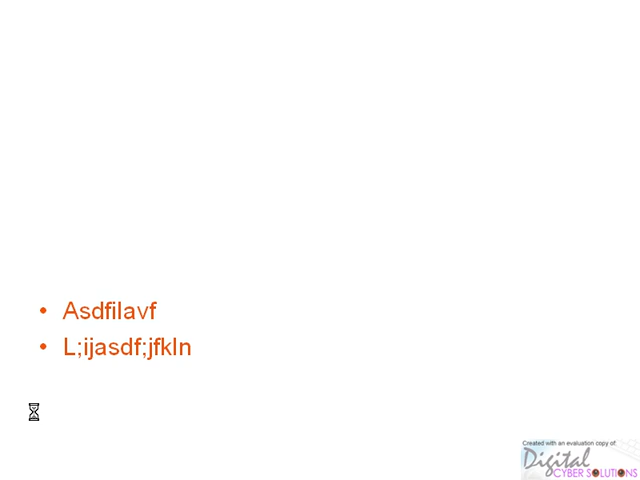 • Asdfilavf
• L;ijasdf;jfkln
Created with an evaluation copy of:
Digital
CYBER SOLUTIONS